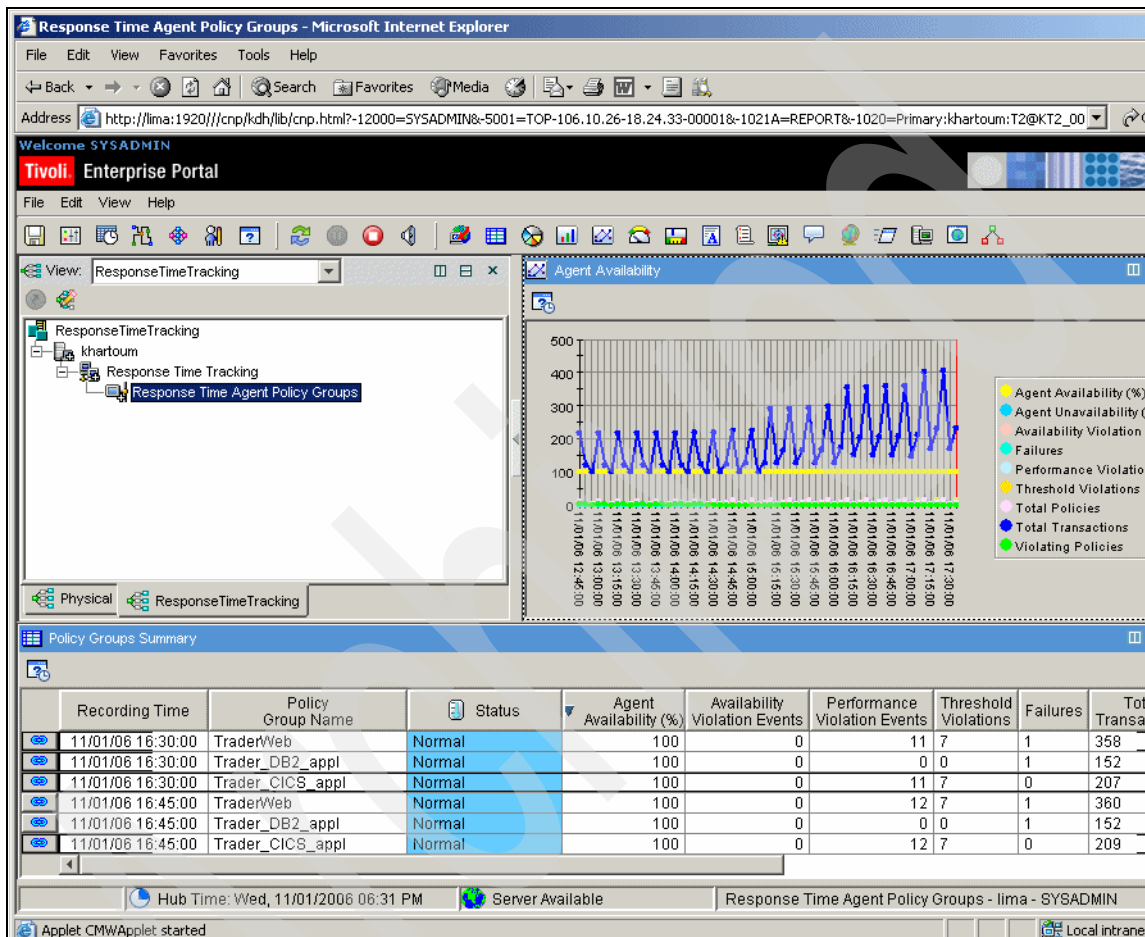 Response Time Agent Policy Groups - Microsoft Internet Explorer
File Edit View Favorites Tools Help
Back Search Favorites Media
Address http://lima:1920///cnp/kdh/lib/cnp.html?-12000=SYSADMIN&-5001=TOP-106.10.26-18.24.33-00001&-1021A=REPORT&-1020=Primary:khartoum:T2@KT2_00
Welcome SYSADMIN
Tivoli. Enterprise Portal
File Edit View Help
View: ResponseTimeTracking
ResponseTimeTracking
khartoum
Response Time Tracking
Response Time Agent Policy Groups
Physical ResponseTimeTracking
Agent Availability
500
400
300
200
100
0
11/01/06 12:45:00
11/01/06 13:00:00
11/01/06 13:15:00
11/01/06 13:30:00
11/01/06 13:45:00
11/01/06 14:00:00
11/01/06 14:15:00
11/01/06 14:30:00
11/01/06 14:45:00
11/01/06 15:00:00
11/01/06 15:15:00
11/01/06 15:30:00
11/01/06 15:45:00
11/01/06 16:00:00
11/01/06 16:15:00
11/01/06 16:30:00
11/01/06 16:45:00
11/01/06 17:00:00
11/01/06 17:15:00
11/01/06 17:30:00
Agent Availability (%)
Agent Unavailability (
Availability Violation
Failures
Performance Violatio
Threshold Violations
Total Policies
Total Transactions
Violating Policies
Policy Groups Summary
Recording Time Policy Group Name Status Agent Availability (%) Availability Violation Events Performance Violation Events Threshold Violations Failures Tot Transa
11/01/06 16:30:00 TraderWeb Normal 100 0 11 7 1 358
11/01/06 16:30:00 Trader_DB2_appl Normal 100 0 0 0 1 152
11/01/06 16:30:00 Trader_CICS_appl Normal 100 0 11 7 0 207
11/01/06 16:45:00 TraderWeb Normal 100 0 12 7 1 360
11/01/06 16:45:00 Trader_DB2_appl Normal 100 0 0 0 1 152
11/01/06 16:45:00 Trader_CICS_appl Normal 100 0 12 7 0 209
Hub Time: Wed, 11/01/2006 06:31 PM Server Available Response Time Agent Policy Groups - lima - SYSADMIN
Applet CMWApplet started Local intrane